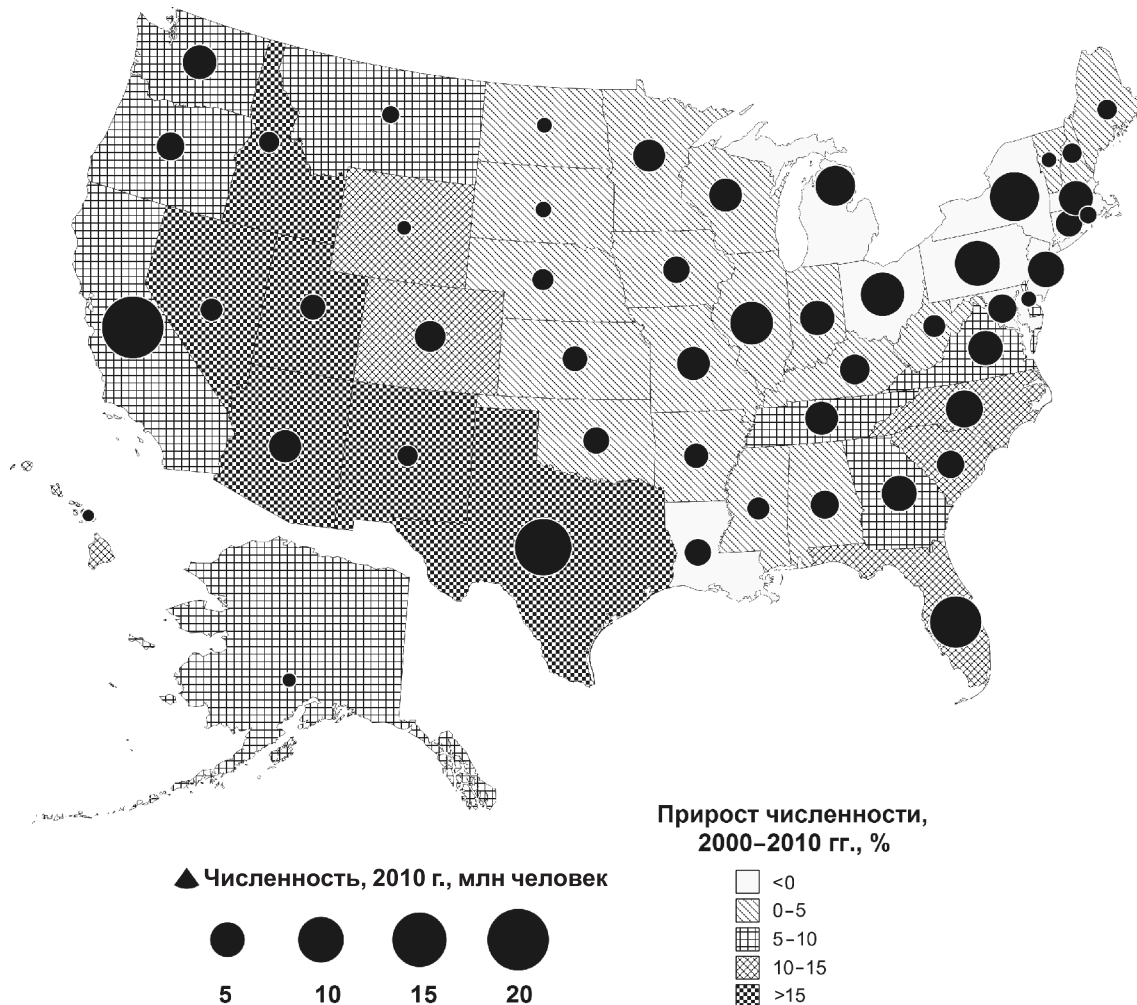 Прирост численности,
2000–2010 гг., %
<0
0–5
5–10
10–15
>15
Численность, 2010 г., млн человек
5 10 15 20